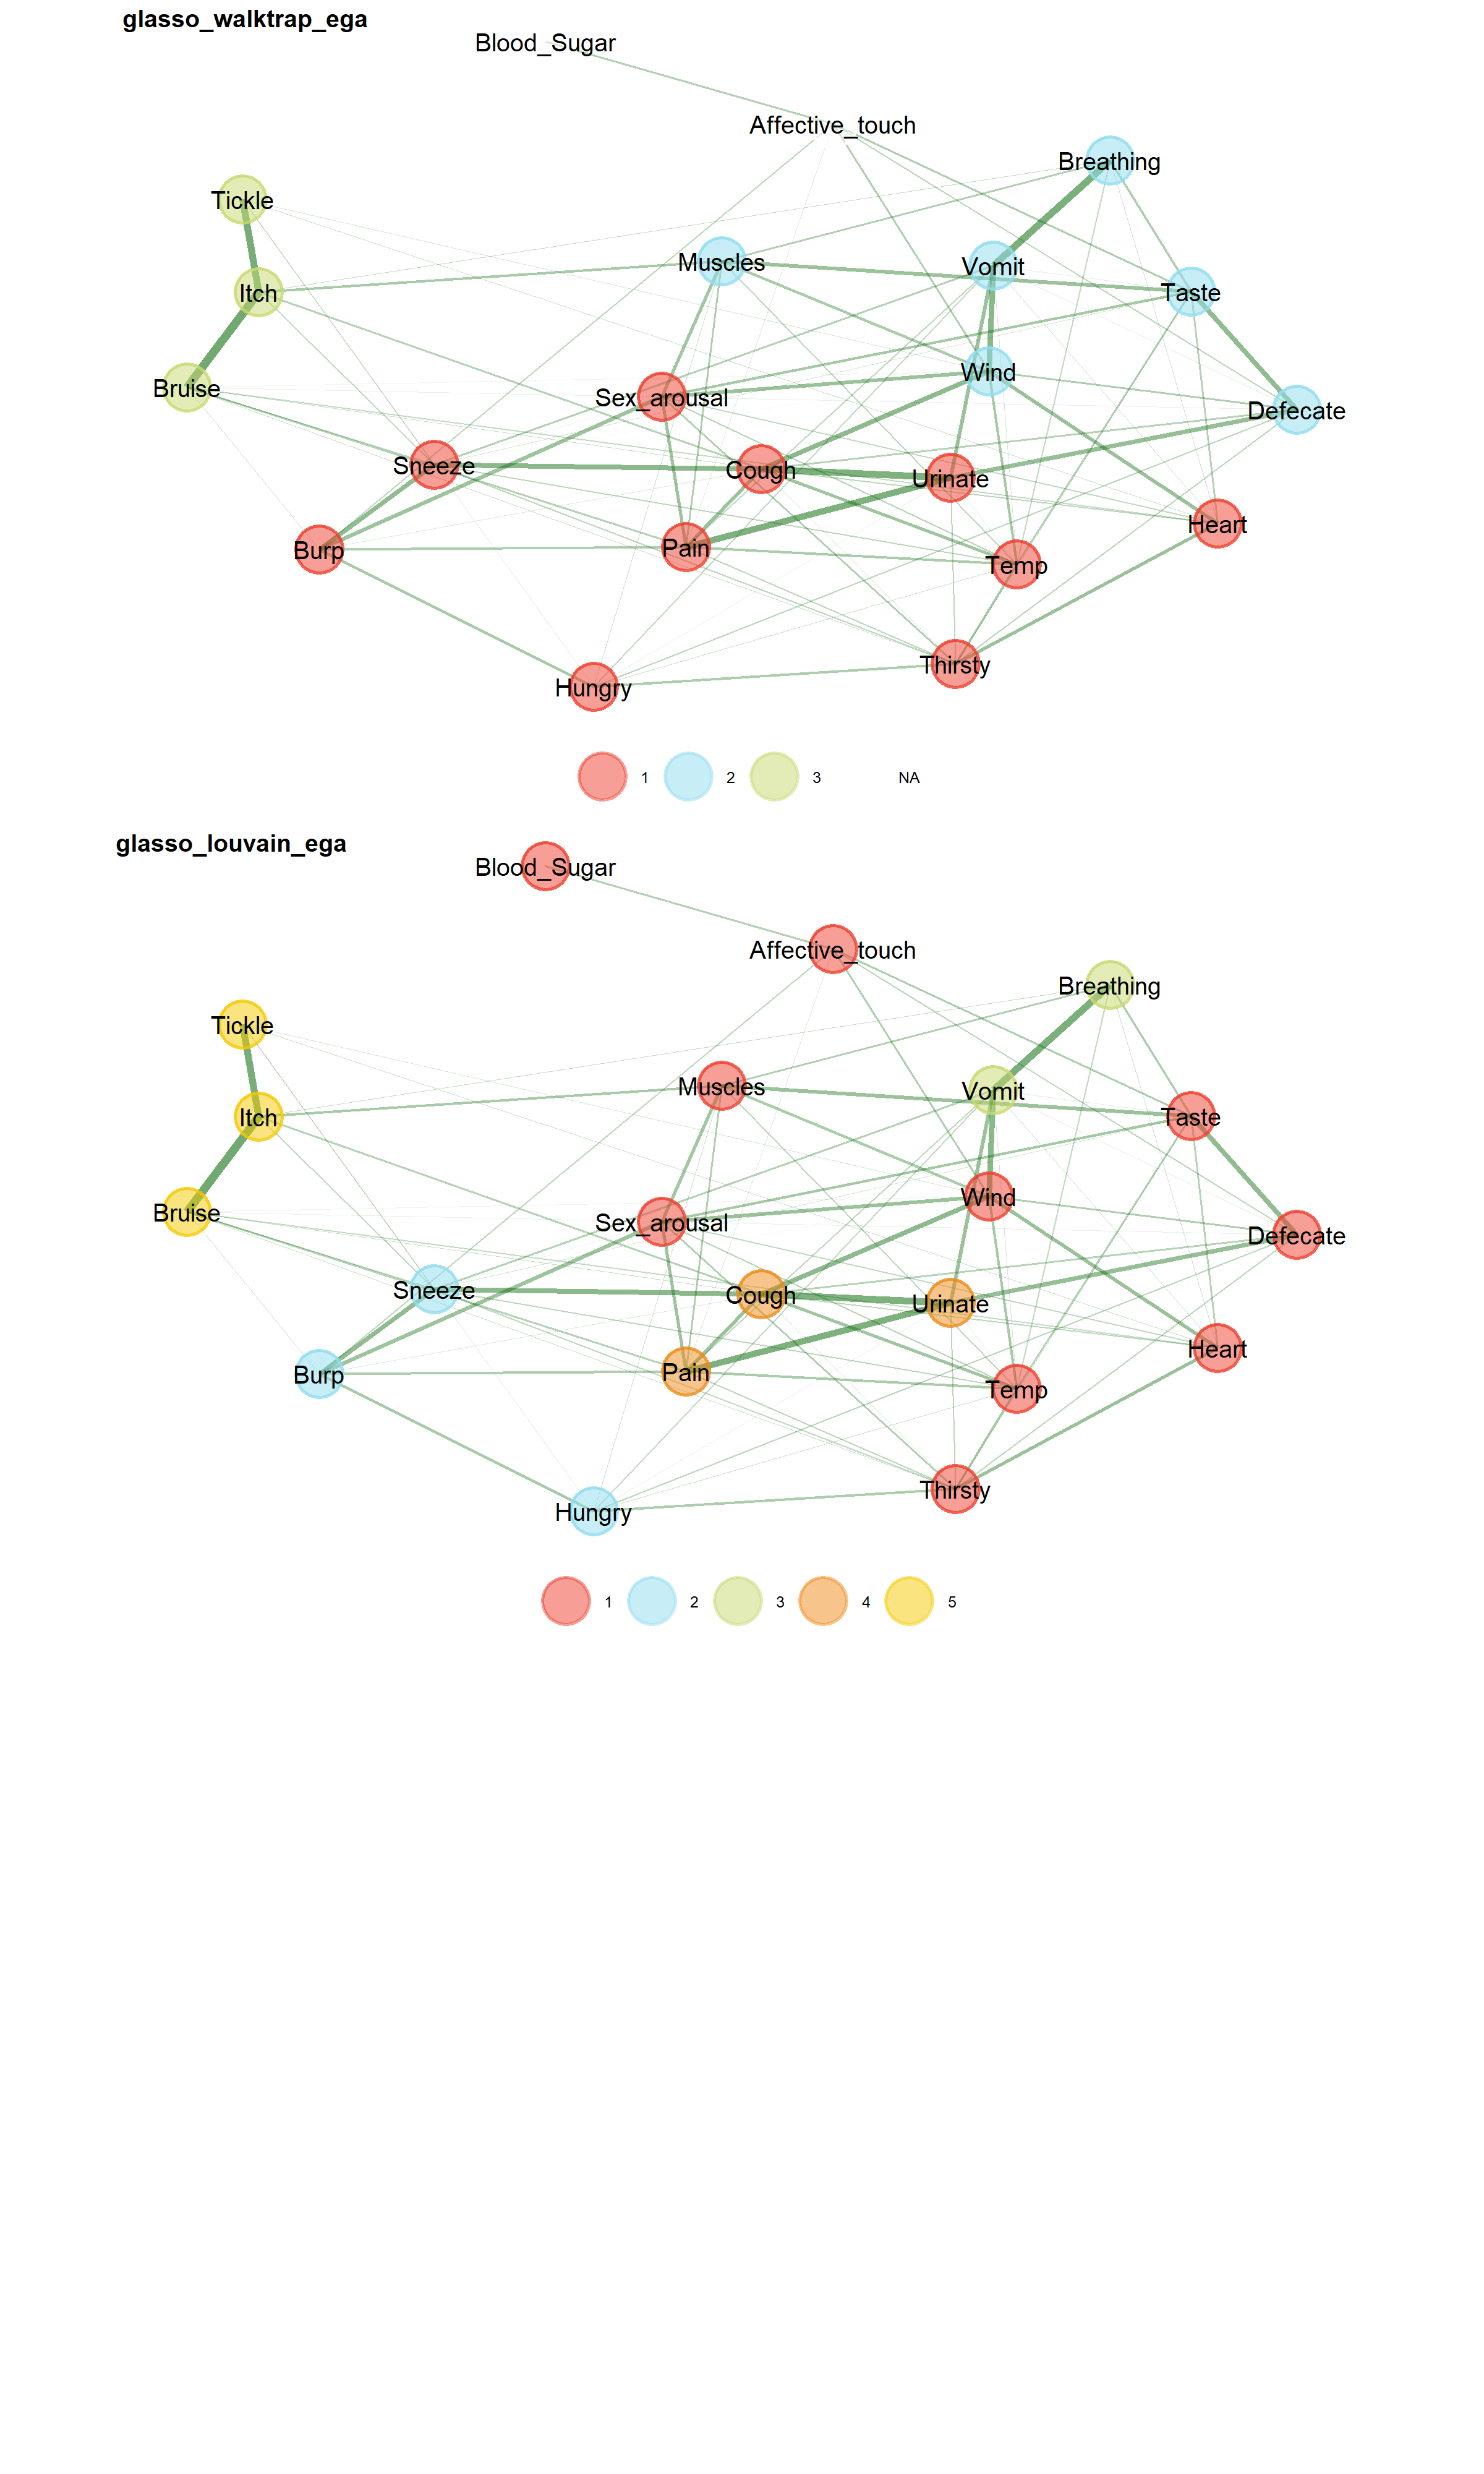 glasso_walktrap_ega
Blood_Sugar
Affective_touch
Breathing
Tickle
Muscles
Vomit
Itch
Taste
Wind
Bruise
Sex_arousal
Defecate
Sneeze
Cough
Urinate
Heart
Burp
Pain
Temp
Thirsty
Hungry
1 2 3 NA
glasso_louvain_ega
Blood_Sugar
Affective_touch
Breathing
Tickle
Muscles
Vomit
Itch
Taste
Wind
Bruise
Sex_arousal
Defecate
Sneeze
Cough
Urinate
Heart
Burp
Pain
Temp
Thirsty
Hungry
1 2 3 4 5